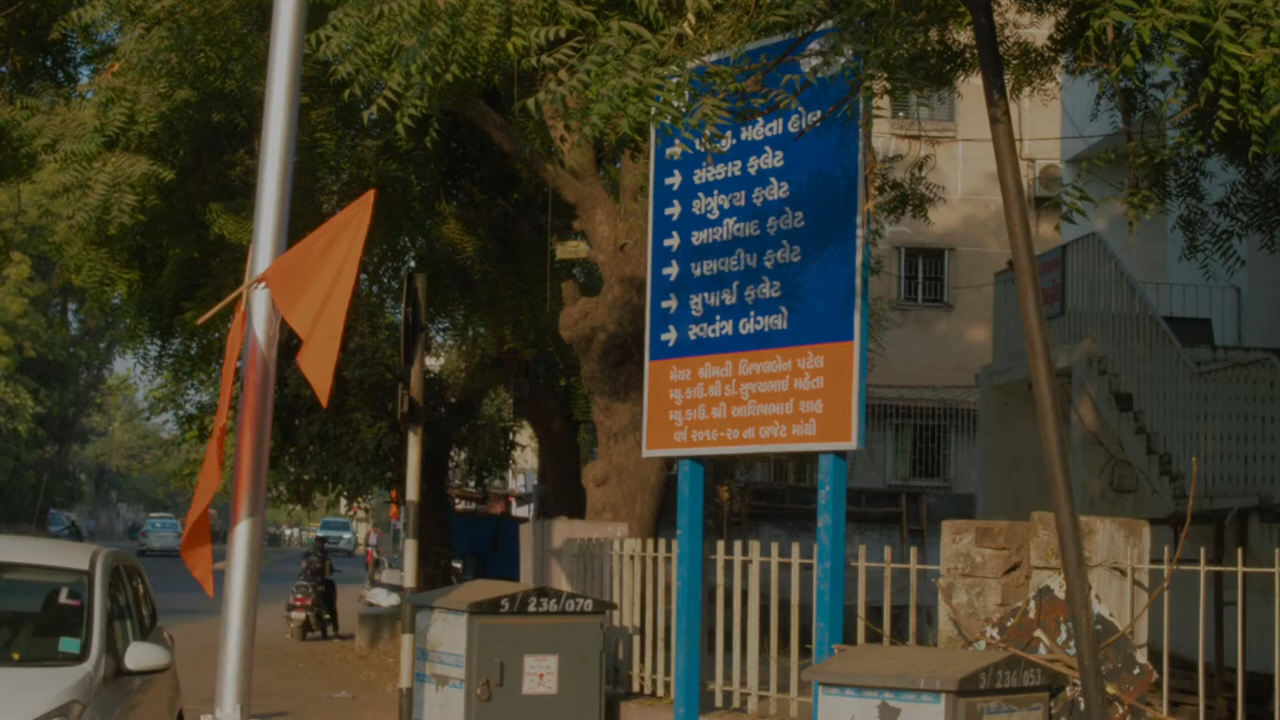 મહેતા હોલ
→ સંસ્કાર ફ્લેટ
→ શેત્રુંજય ફ્લેટ
→ આર્શીવાદ ફ્લેટ
→ પ્રણવદીપ ફ્લેટ
→ સુપાર્શ્વ ફ્લેટ
→ સ્વતંત્ર બંગલો
મેયર શ્રીમતી બિજલબેન પટેલ
મ્યુ.કાઉ.શ્રી ડૉ.સુજયભાઈ મહેતા
મ્યુ.કાઉ.શ્રી આશિષભાઈ શાહ
વર્ષ ૨૦૧૯-૨૦ ના બજેટ માંથી
5/236/070
5/236/053